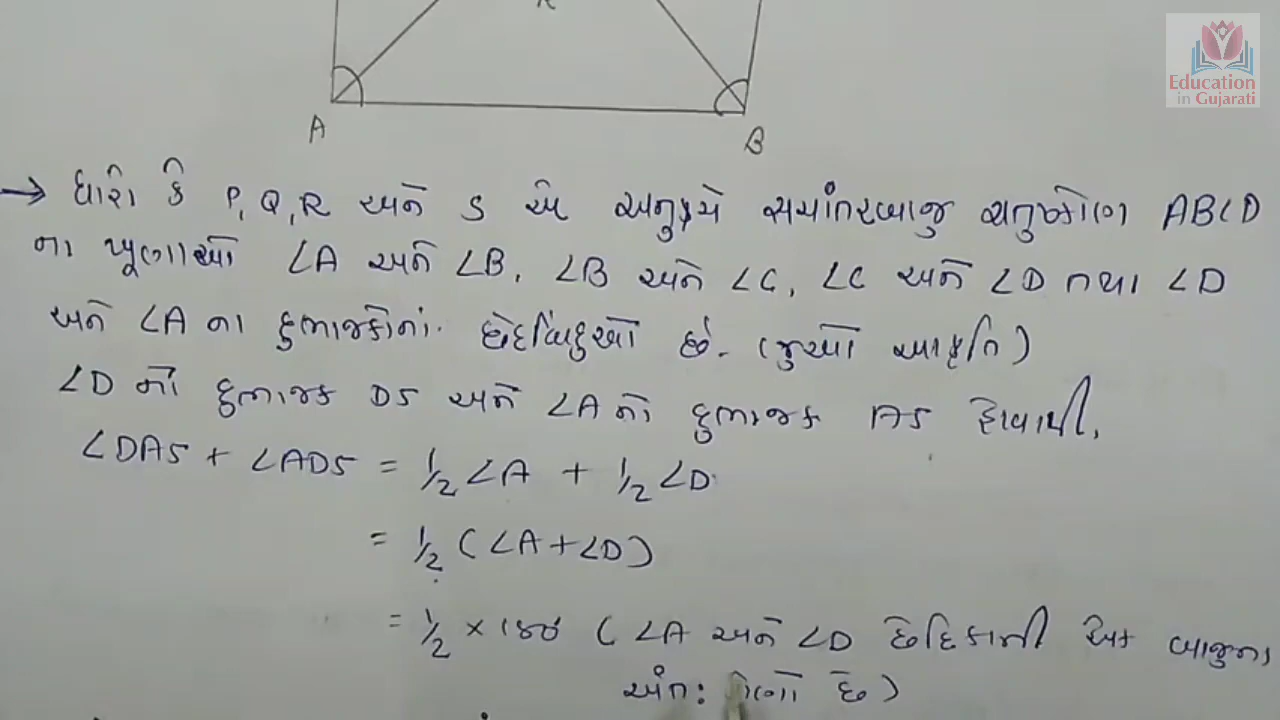 A
B
Education
in Gujarati
→ ધારો કે P, Q, R અને S એ અનુક્રમે સમાંતરબાજુ ચતુષ્કોણ ABCD
ના ખૂણાઓ ∠A અને ∠B, ∠B અને ∠C, ∠C અને ∠D તથા ∠D
અને ∠A ના દુભાજકોનાં છેદબિંદુઓ છે. (જુઓ આકૃતિ)
∠D નો દુભાજક DS અને ∠A નો દુભાજક AS હોવાથી,
∠DAS + ∠ADS = 1/2 ∠A + 1/2 ∠D
= 1/2 (∠A + ∠D)
= 1/2 × ૧૮૦° (∠A અને ∠D છેદિકાની એક બાજુના
અંતઃ છે)